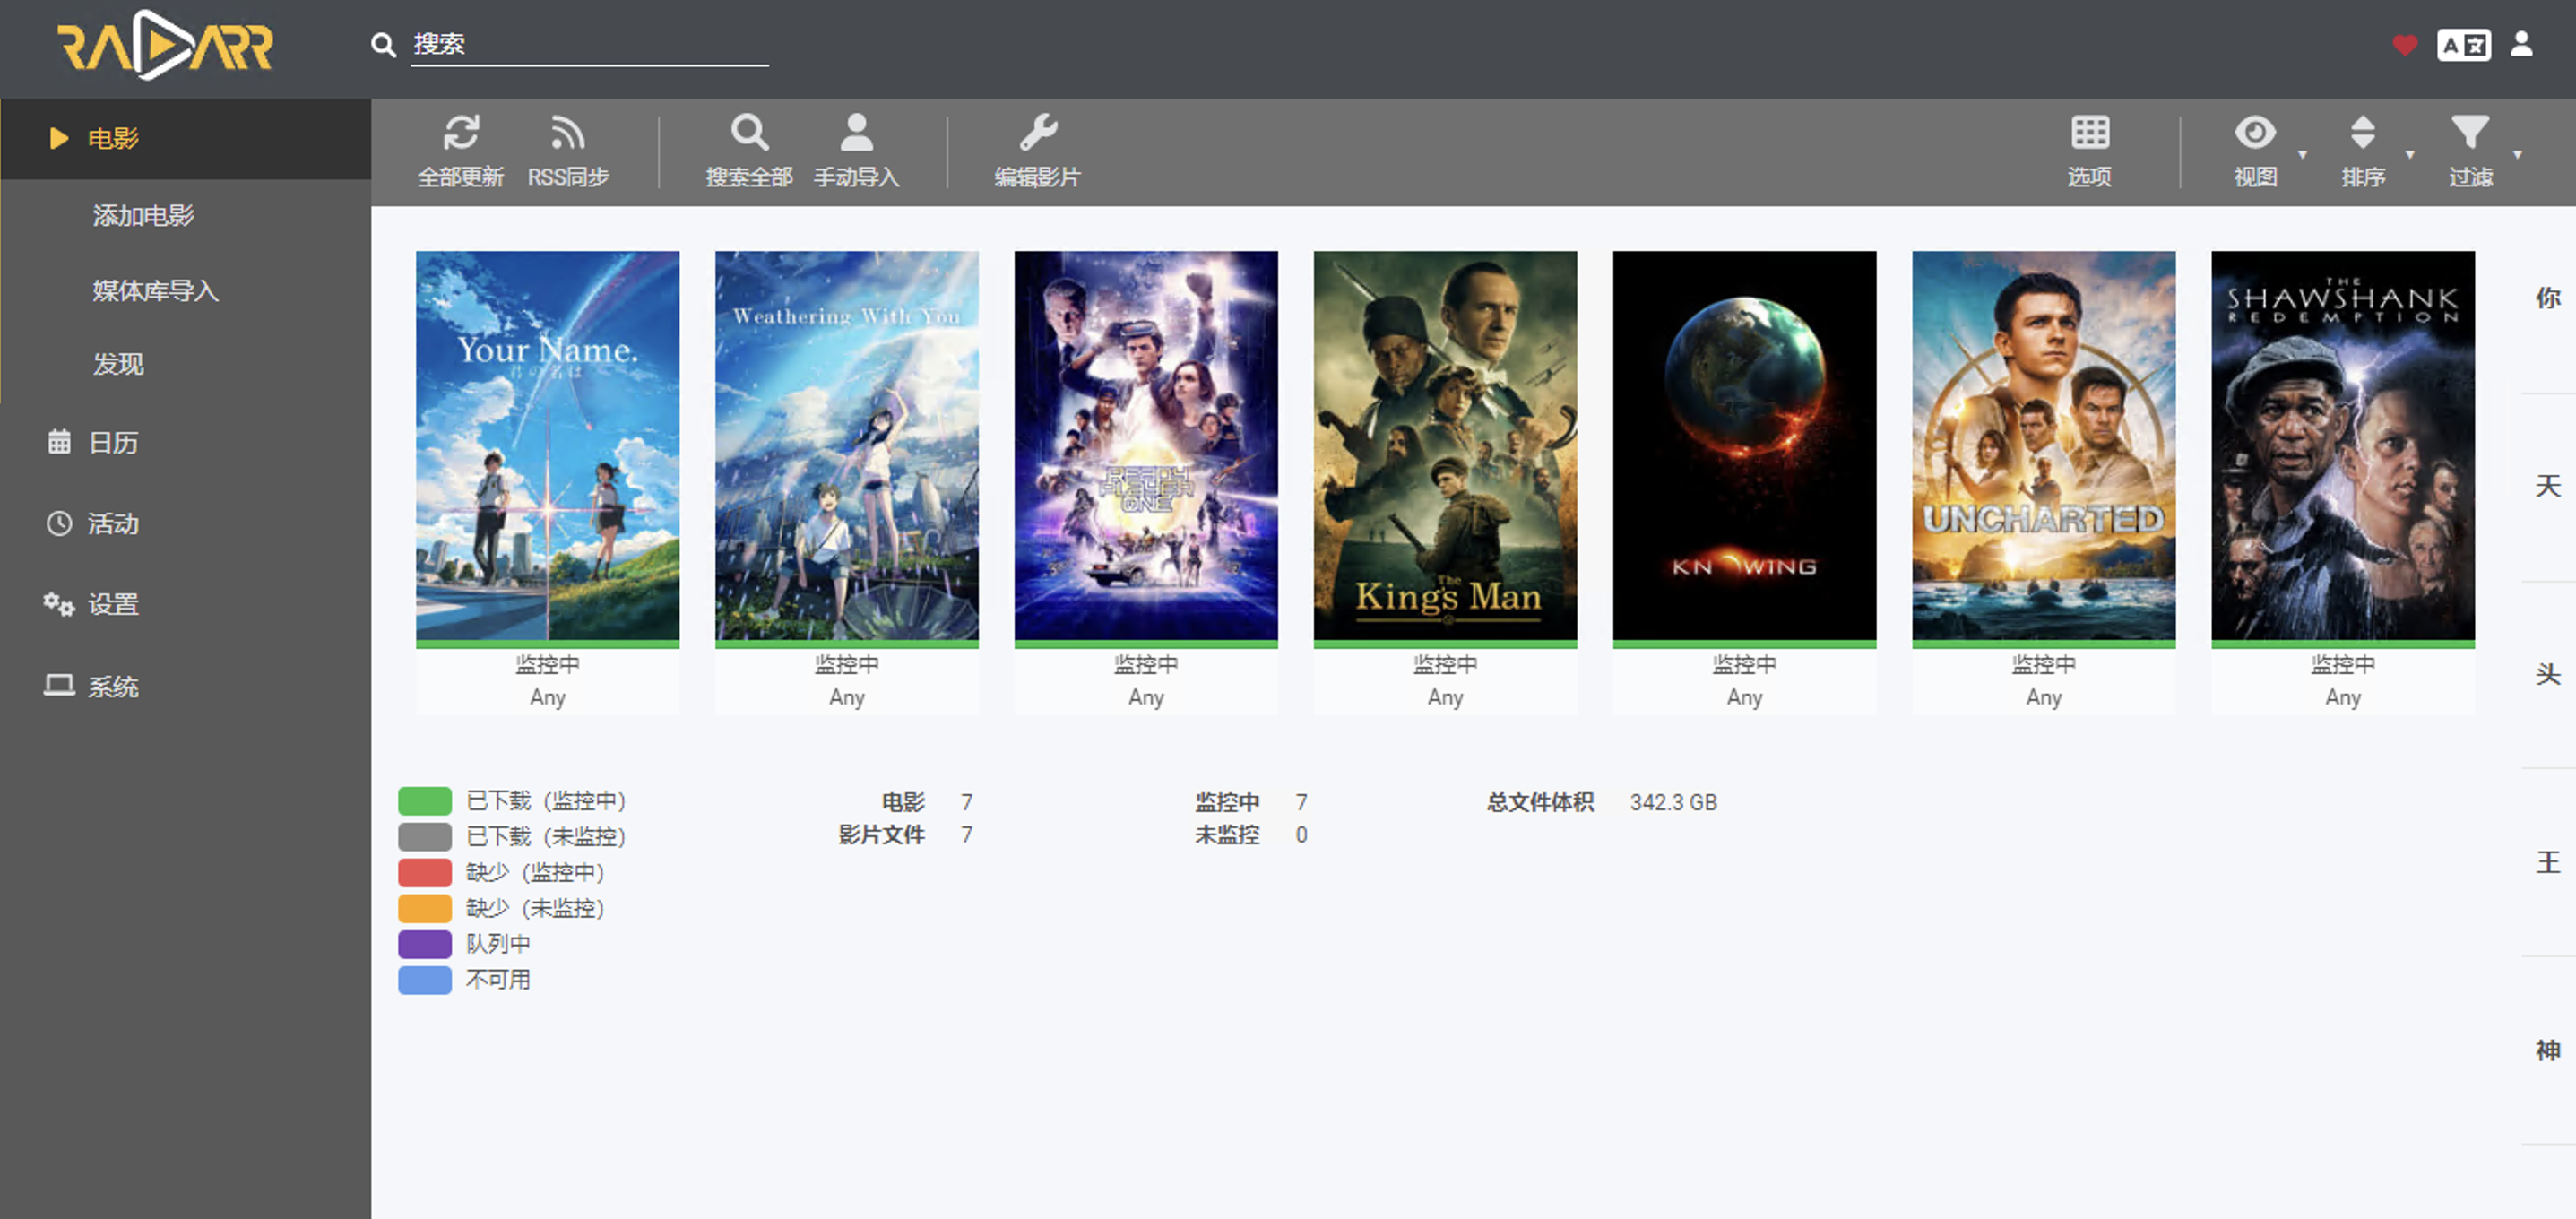 RADARR
搜索
电影
添加电影
媒体库导入
发现
日历
活动
设置
系统
全部更新
RSS同步
搜索全部
手动导入
编辑影片
选项
视图
排序
过滤
Your Name.
君の名は
监控中
Any
Weathering With You
监控中
Any
READY
PLAYER
ONE
监控中
Any
The
King's Man
监控中
Any
KNOWING
监控中
Any
UNCHARTED
监控中
Any
THE
SHAWSHANK
REDEMPTION
监控中
Any
你
天
头
王
神
已下载（监控中）
已下载（未监控）
缺少（监控中）
缺少（未监控）
队列中
不可用
电影 7
影片文件 7
监控中 7
未监控 0
总文件体积 342.3 GB